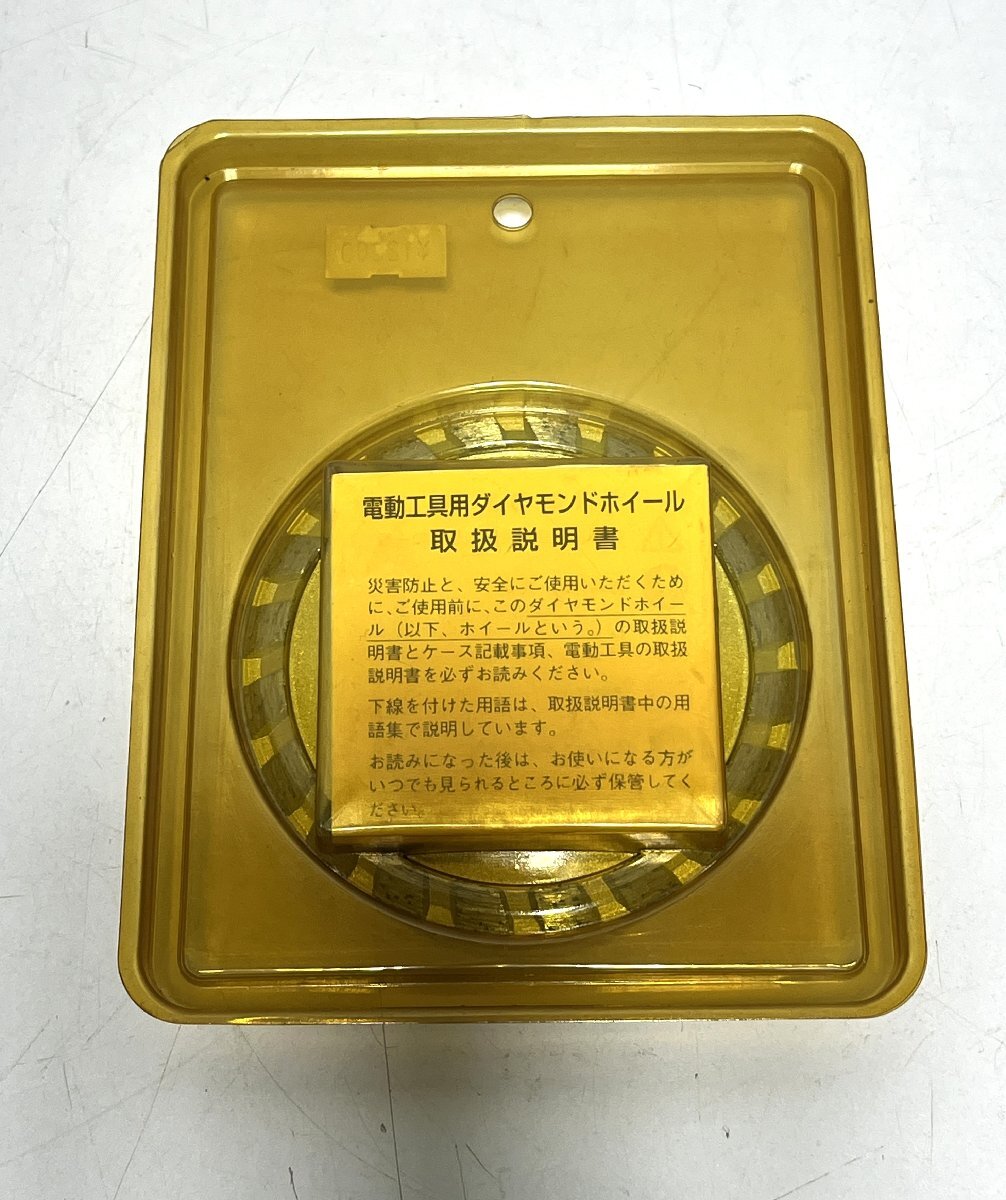 電動工具用ダイヤモンドホイール
取扱説明書
災害防止と、安全にご使用いただくため
に、ご使用前に、このダイヤモンドホイー
ル（以下、ホイールという。）の取扱説
明書とケース記載事項、電動工具の取扱
説明書を必ずお読みください。
下線を付けた用語は、取扱説明書中の用
語集で説明しています。
お読みになった後は、お使いになる方が
いつでも見られるところに必ず保管してく
ださい。